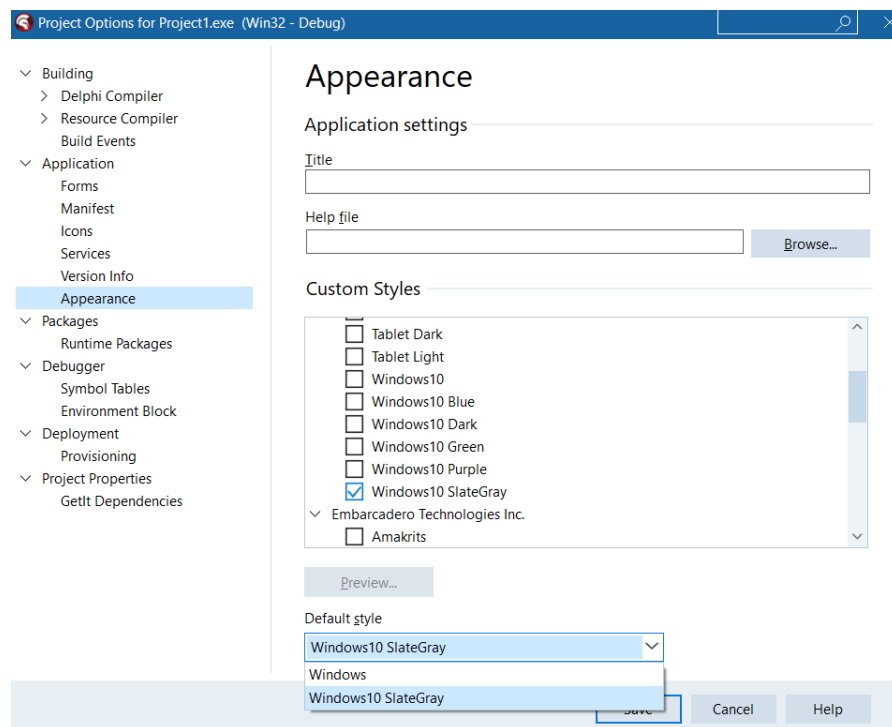 Project Options for Project1.exe (Win32 - Debug)
Building
Delphi Compiler
Resource Compiler
Build Events
Application
Forms
Manifest
Icons
Services
Version Info
Appearance
Packages
Runtime Packages
Debugger
Symbol Tables
Environment Block
Deployment
Provisioning
Project Properties
GetIt Dependencies
Appearance
Application settings
Title
Help file
Browse...
Custom Styles
Tablet Dark
Tablet Light
Windows10
Windows10 Blue
Windows10 Dark
Windows10 Green
Windows10 Purple
Windows10 SlateGray
Embarcadero Technologies Inc.
Amakrits
Preview...
Default style
Windows10 SlateGray
Windows
Windows10 SlateGray
Save
Cancel
Help